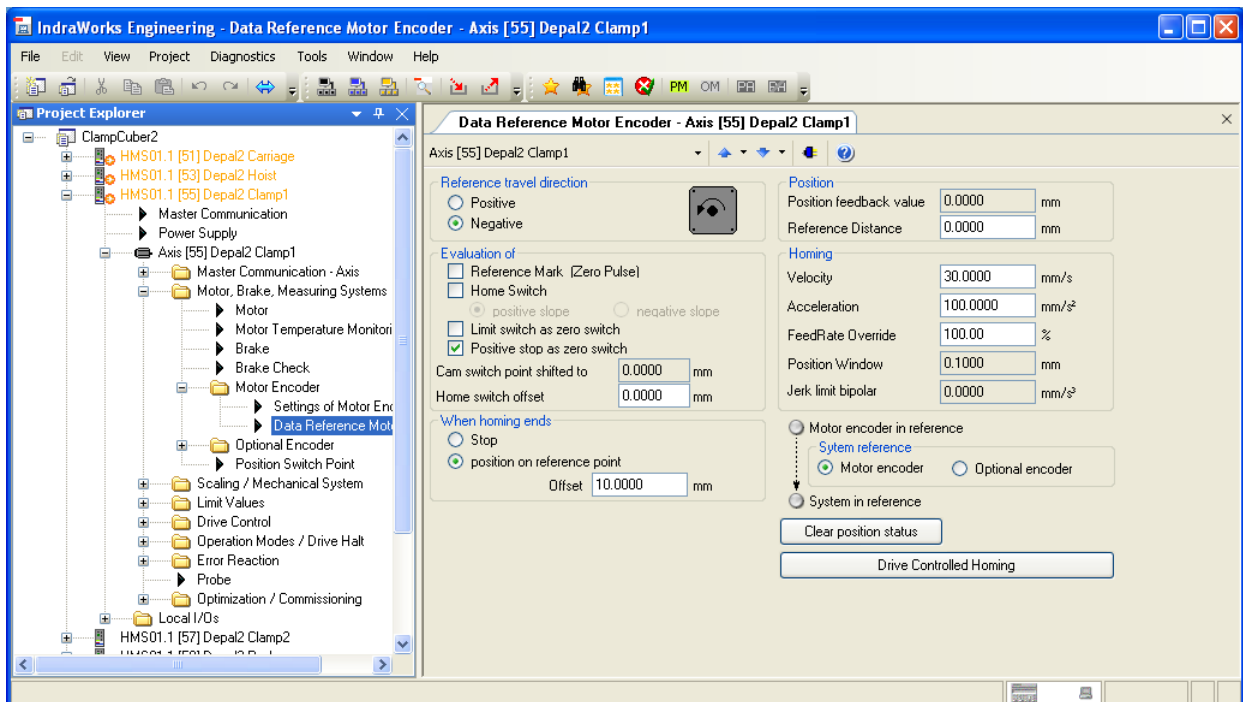 IndraWorks Engineering - Data Reference Motor Encoder - Axis [55] Depal2 Clamp1
File Edit View Project Diagnostics Tools Window Help
PM OM
Project Explorer
ClampCuber2
HMS01.1 [51] Depal2 Carriage
HMS01.1 [53] Depal2 Hoist
HMS01.1 [55] Depal2 Clamp1
Master Communication
Power Supply
Axis [55] Depal2 Clamp1
Master Communication - Axis
Motor, Brake, Measuring Systems
Motor
Motor Temperature Monitori
Brake
Brake Check
Motor Encoder
Settings of Motor Enc
Data Reference Mot
Optional Encoder
Position Switch Point
Scaling / Mechanical System
Limit Values
Drive Control
Operation Modes / Drive Halt
Error Reaction
Probe
Optimization / Commissioning
Local I/Os
HMS01.1 [57] Depal2 Clamp2
Data Reference Motor Encoder - Axis [55] Depal2 Clamp1
Axis [55] Depal2 Clamp1
Reference travel direction
Positive
Negative
Evaluation of
Reference Mark (Zero Pulse)
Home Switch
positive slope negative slope
Limit switch as zero switch
Positive stop as zero switch
Cam switch point shifted to 0.0000 mm
Home switch offset 0.0000 mm
When homing ends
Stop
position on reference point
Offset 10.0000 mm
Position
Position feedback value 0.0000 mm
Reference Distance 0.0000 mm
Homing
Velocity 30.0000 mm/s
Acceleration 100.0000 mm/s²
FeedRate Override 100.00 %
Position Window 0.1000 mm
Jerk limit bipolar 0.0000 mm/s³
Motor encoder in reference
Sytem reference
Motor encoder Optional encoder
System in reference
Clear position status
Drive Controlled Homing